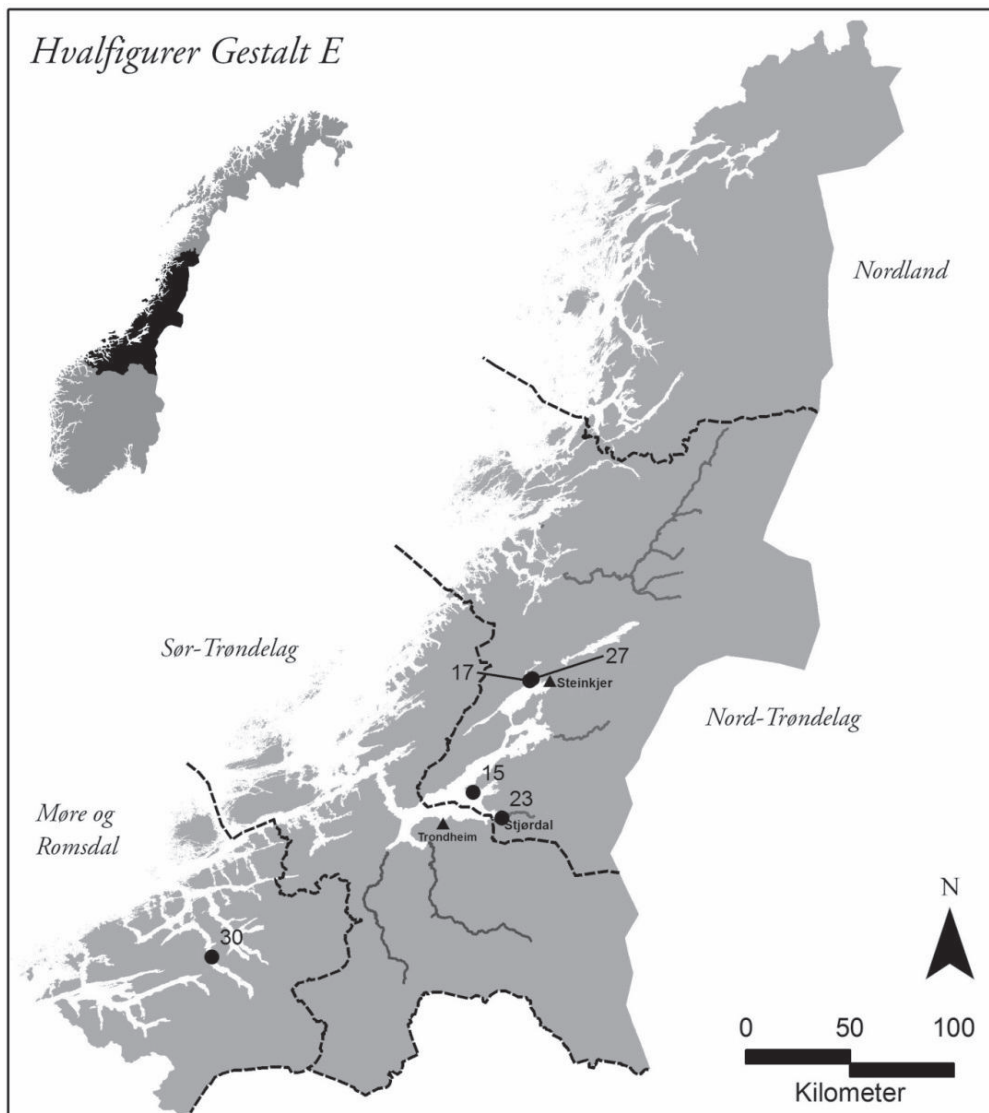 Hvalfigurer Gestalt E
Nordland
Sør-Trøndelag
27
17
Steinkjer
Nord-Trøndelag
15
23
Møre og
Romsdal
Stjørdal
Trondheim
N
30
0 50 100
Kilometer